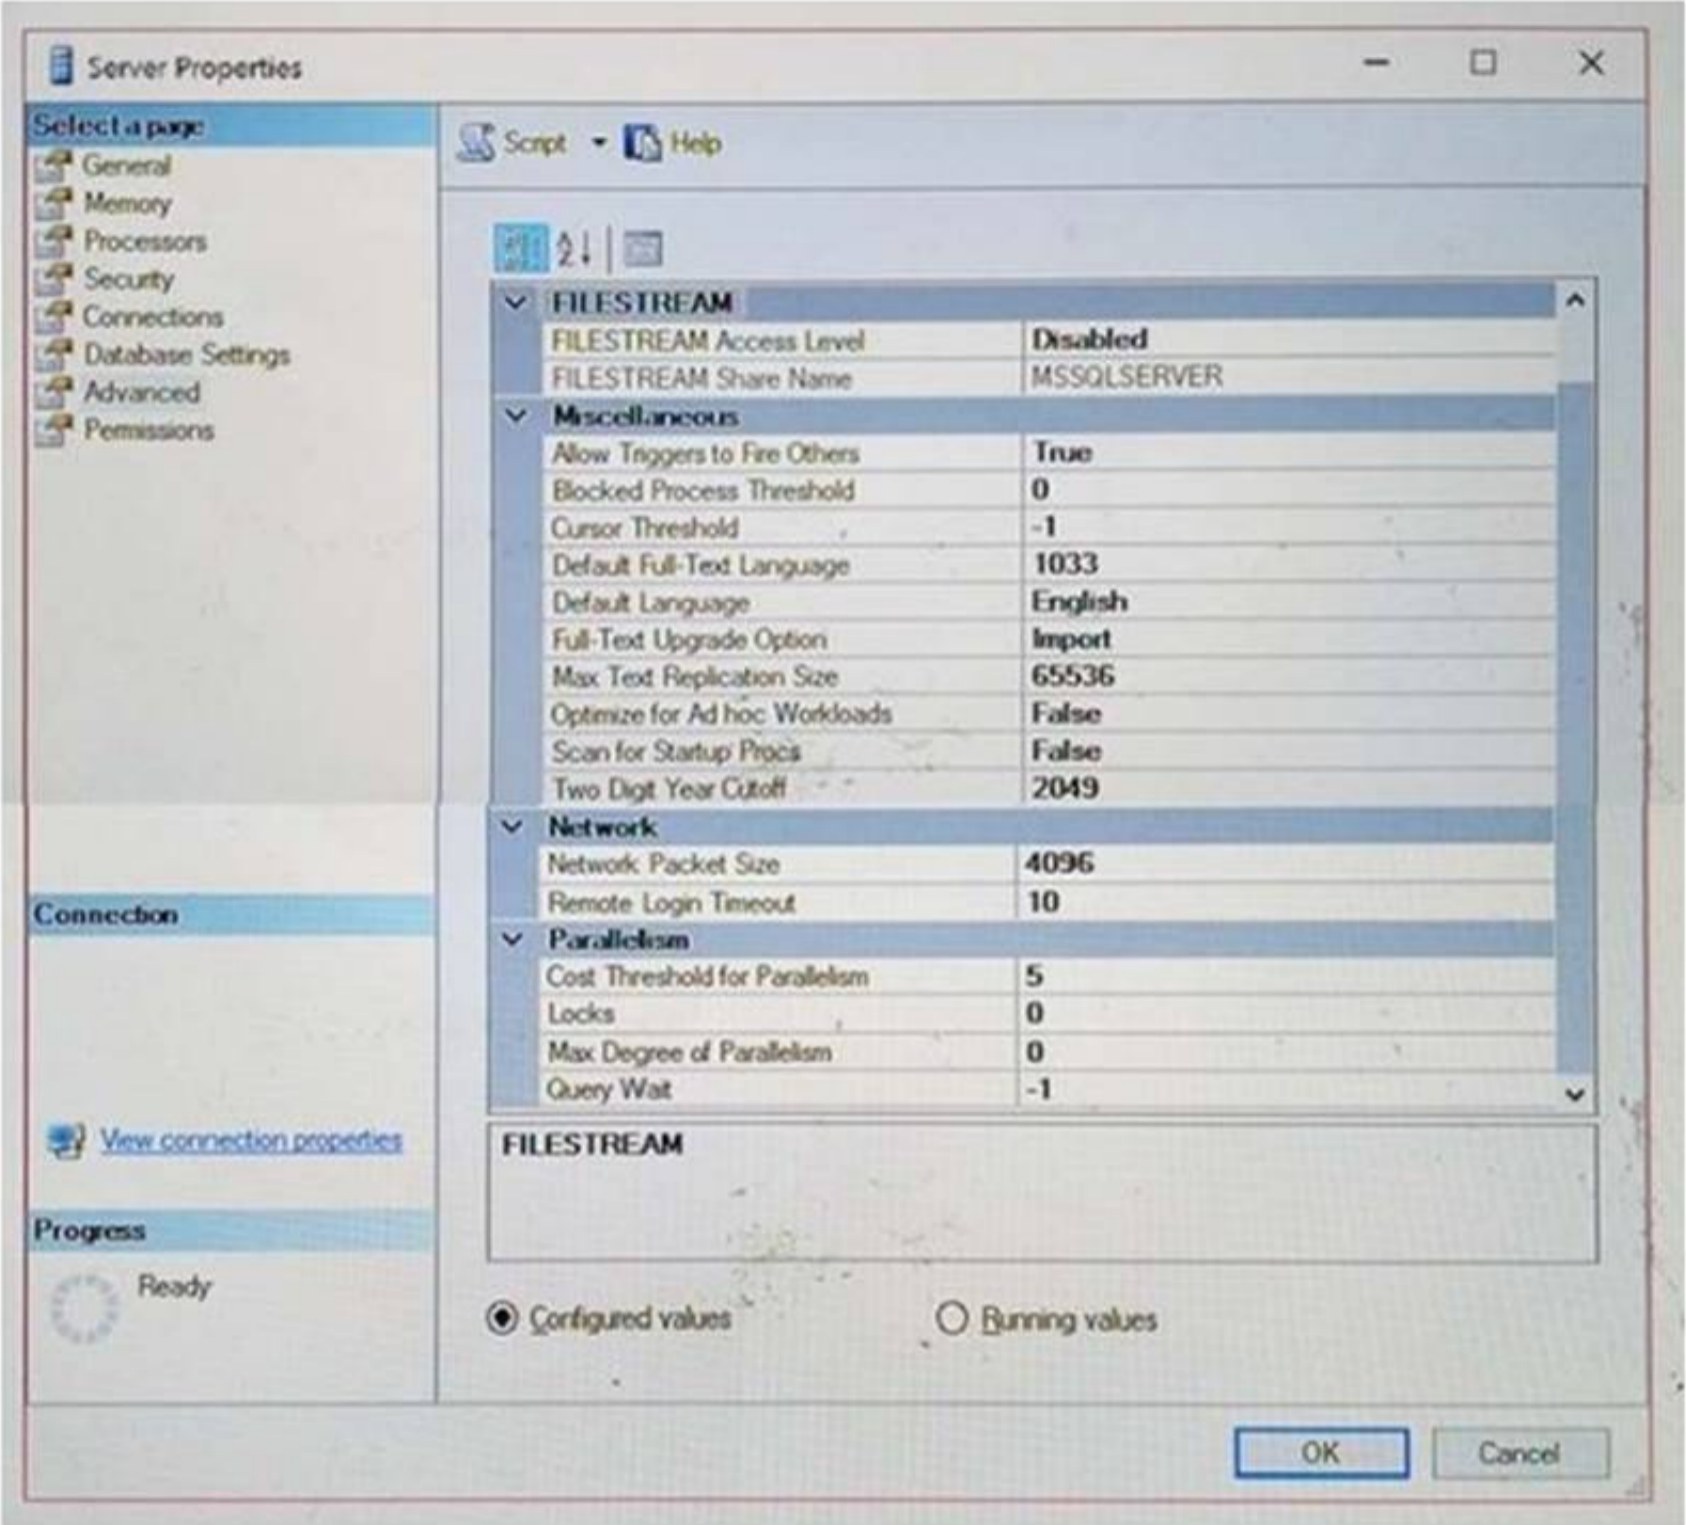 Server Properties
Select a page
General
Memory
Processors
Security
Connections
Database Settings
Advanced
Permissions
Connection
View connection properties
Progress
Ready
Script
Help
FILESTREAM
FILESTREAM Access Level Disabled
FILESTREAM Share Name MSSQLSERVER
Miscellaneous
Allow Triggers to Fire Others True
Blocked Process Threshold 0
Cursor Threshold -1
Default Full-Text Language 1033
Default Language English
Full-Text Upgrade Option Import
Max Text Replication Size 65536
Optimize for Ad hoc Workloads False
Scan for Startup Procs False
Two Digit Year Cutoff 2049
Network
Network Packet Size 4096
Remote Login Timeout 10
Parallelism
Cost Threshold for Parallelism 5
Locks 0
Max Degree of Parallelism 0
Query Wait -1
FILESTREAM
Configured values
Running values
OK
Cancel